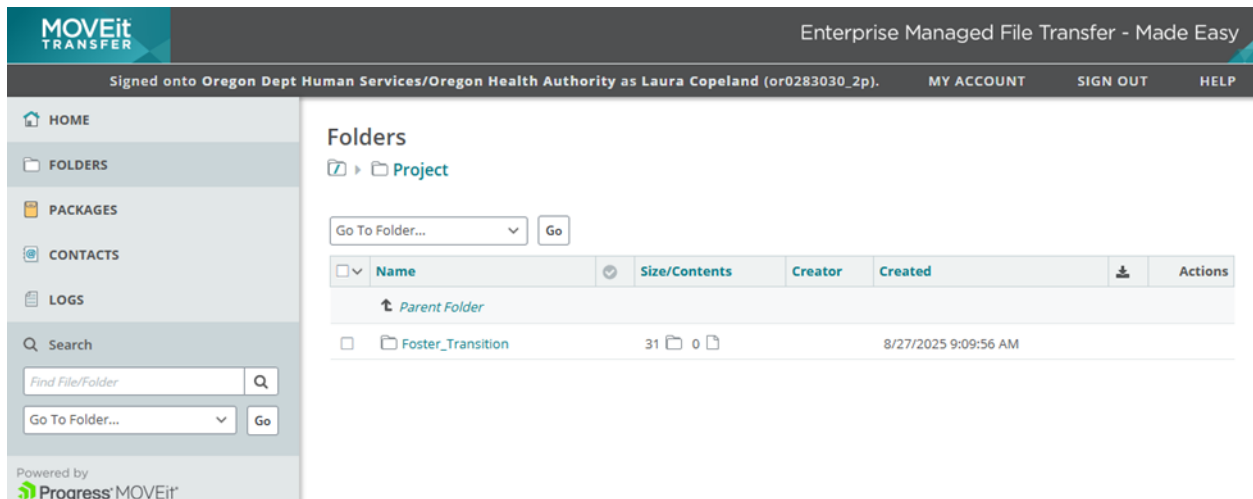 MOVEit
TRANSFER
Enterprise Managed File Transfer - Made Easy
Signed onto Oregon Dept Human Services/Oregon Health Authority as Laura Copeland (or0283030_2p). MY ACCOUNT SIGN OUT HELP
HOME
FOLDERS
PACKAGES
CONTACTS
LOGS
Search
Find File/Folder
Go To Folder... Go
Powered by
Progress MOVEit
Folders
Project
Go To Folder... Go
Name Size/Contents Creator Created Actions
Parent Folder
Foster_Transition 31 0 8/27/2025 9:09:56 AM